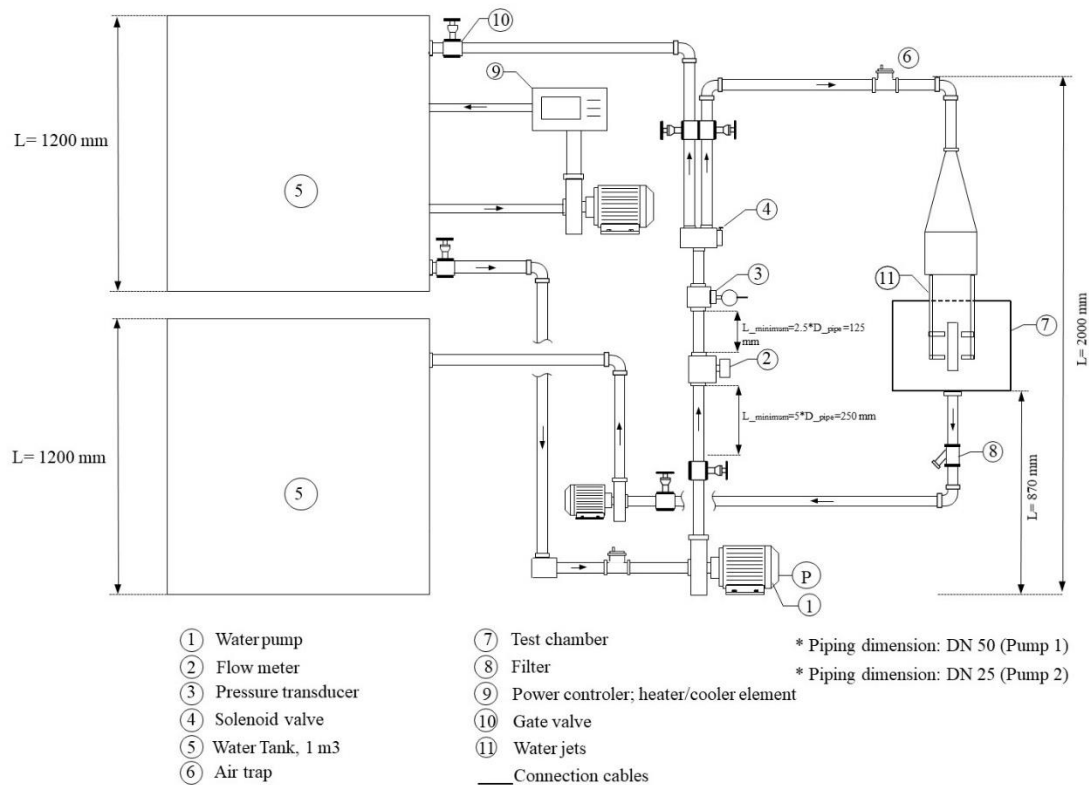 10
9
6
L= 1200 mm
5
4
3
11
7
L_minimum=2.5*D_pipe=125
mm
L= 2000 mm
2
L_minimum=5*D_pipe=250 mm
L= 1200 mm
5
8
L= 870 mm
P
1
1 Water pump
2 Flow meter
3 Pressure transducer
4 Solenoid valve
5 Water Tank, 1 m3
6 Air trap
7 Test chamber
8 Filter
9 Power controler; heater/cooler element
10 Gate valve
11 Water jets
Connection cables
* Piping dimension: DN 50 (Pump 1)
* Piping dimension: DN 25 (Pump 2)